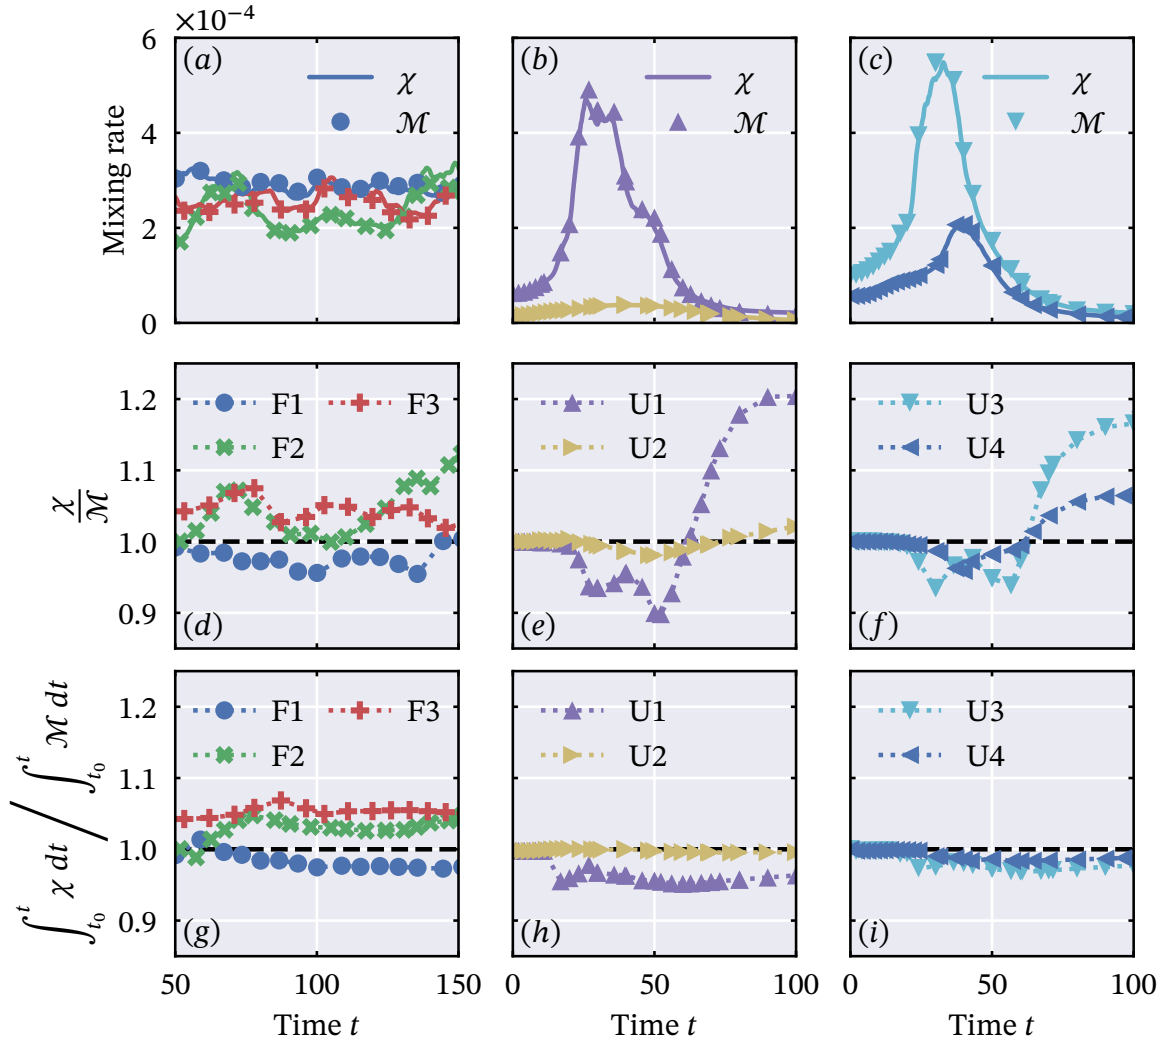 ×10⁻⁴
6
4
2
0
Mixing rate
(a)
χ
ℳ
(b)
χ
ℳ
(c)
χ
ℳ
1.2
1.1
1.0
0.9
χ/ℳ
F1 F3
F2
(d)
U1
U2
(e)
U3
U4
(f)
1.2
1.1
1.0
0.9
∫ₜ₀ᵗ χ dt / ∫ₜ₀ᵗ ℳ dt
F1 F3
F2
(g)
U1
U2
(h)
U3
U4
(i)
50 100 150
0 50 100
0 50 100
Time t
Time t
Time t